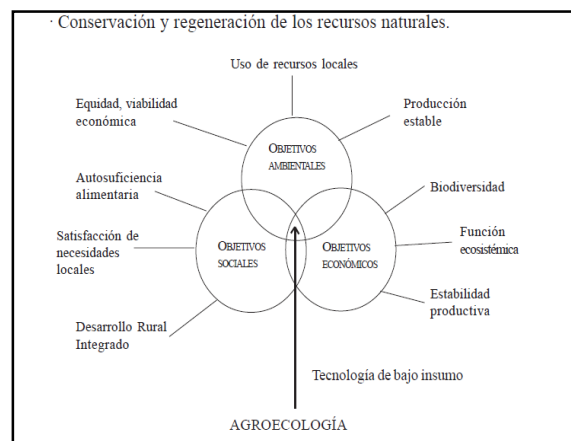 · Conservación y regeneración de los recursos naturales.
Uso de recursos locales
Equidad, viabilidad
económica
Producción
estable
OBJETIVOS
AMBIENTALES
Autosuficiencia
alimentaria
Biodiversidad
Satisfacción de
necesidades
locales
OBJETIVOS
SOCIALES
OBJETIVOS
ECONÓMICOS
Función
ecosistémica
Estabilidad
productiva
Desarrollo Rural
Integrado
Tecnología de bajo insumo
AGROECOLOGÍA